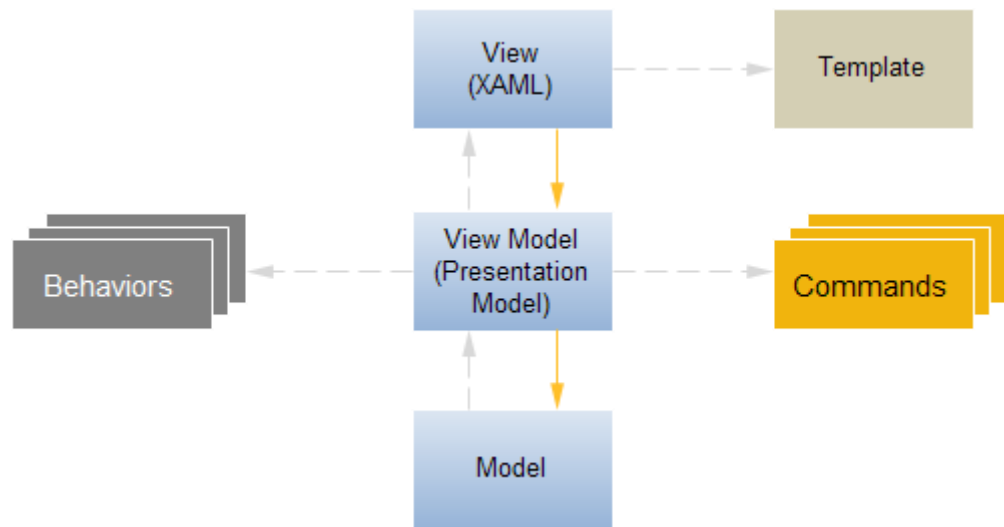 View
(XAML)
Template
Behaviors
View Model
(Presentation
Model)
Commands
Model